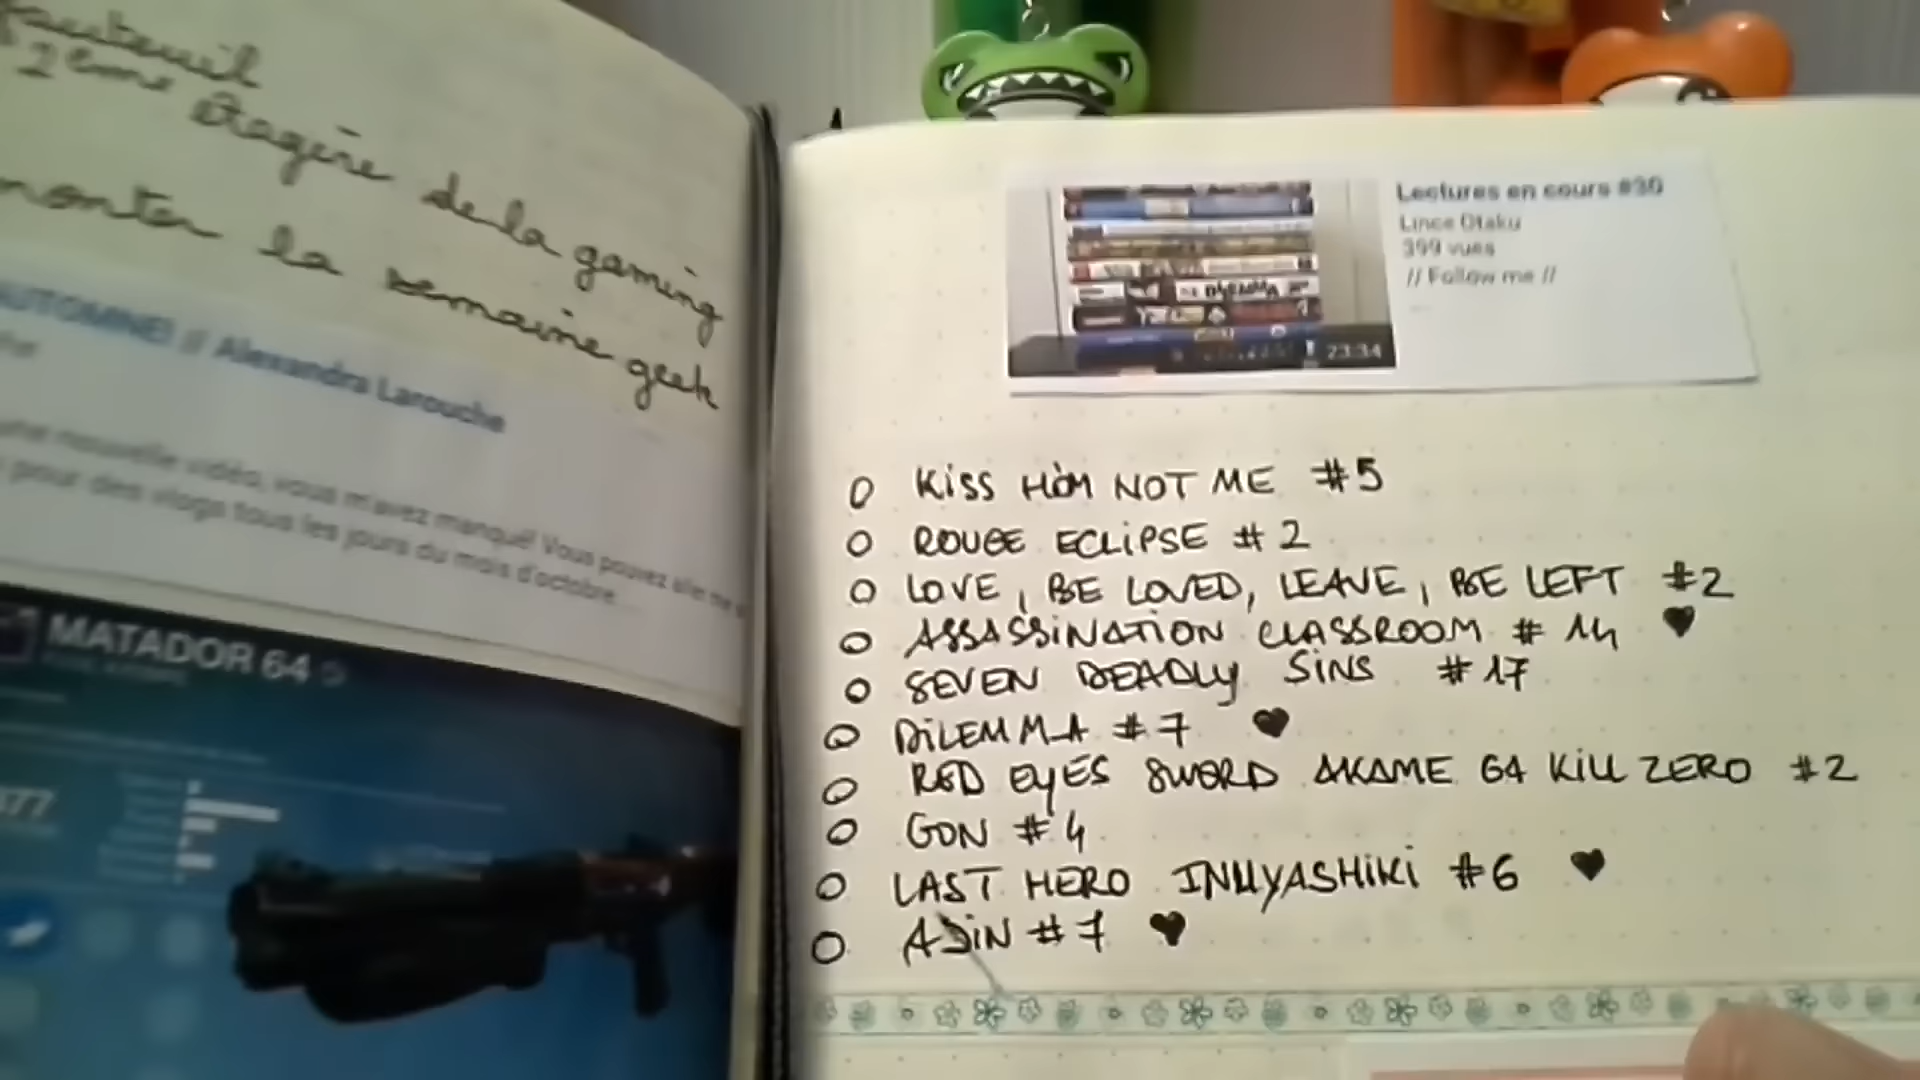 fauteuil
2ème étagère de la gaming
monter la semaine geek
AUTOMNE! // Alexandra Larouche
une nouvelle vidéo, vous m'avez manqué! Vous pouvez aller
pour des vlogs tous les jours du mois d'octobre
MATADOR 64
77
Lectures en cours #30
Lince Otaku
399 vues
// Follow me //
DILEMMA
23:34
KISS HIM NOT ME #5
ROUGE ECLIPSE #2
LOVE, BE LOVED, LEAVE, BE LEFT #2
ASSASSINATION CLASSROOM #14 ♥
SEVEN DEADLY SINS #17
DILEMMA #7 ♥
RED EYES SWORD AKAME GA KILL ZERO #2
GON #4
LAST HERO INUYASHIKI #6 ♥
AJIN #7 ♥